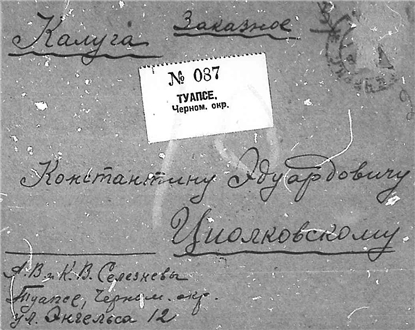 Калуга Заказное
№ 087
ТУАПСЕ,
Черном. окр.
Константину Эдуардовичу
Циолковскому
А. В. и К. В. Селезневы
Туапсе, Черном. окр.
ул. Энгельса 12